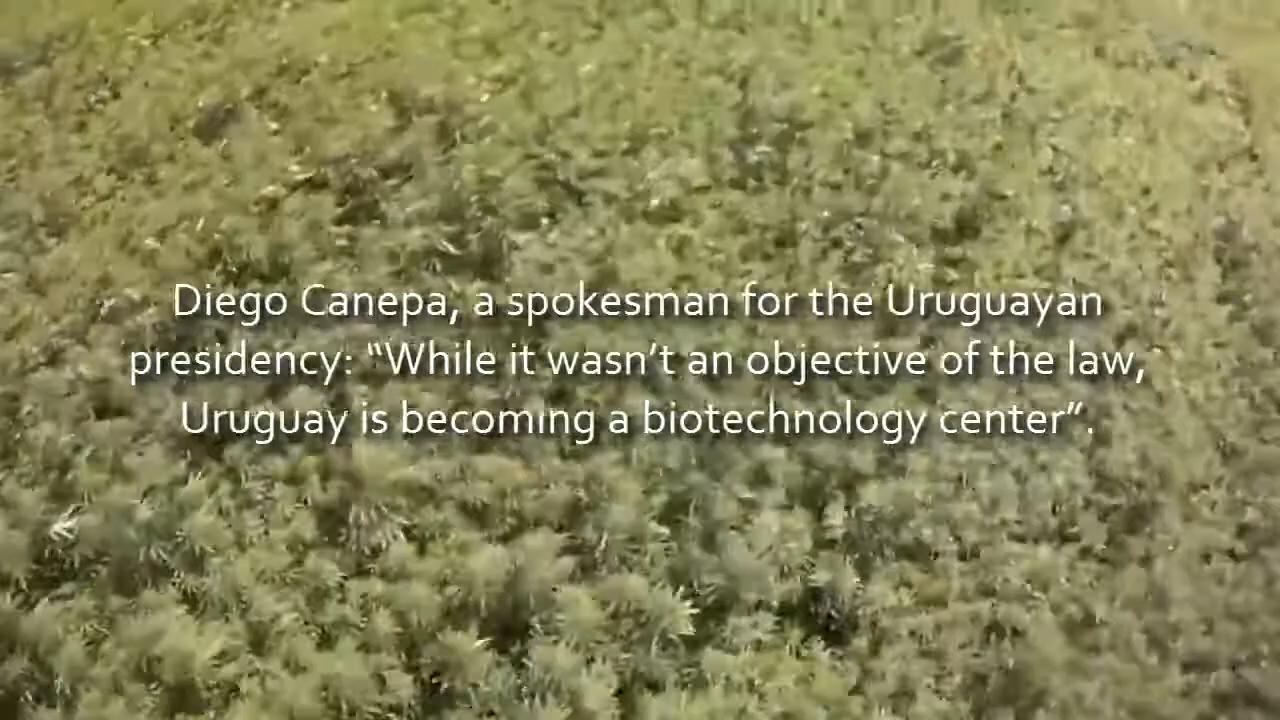 Diego Canepa, a spokesman for the Uruguayan
presidency: “While it wasn’t an objective of the law,
Uruguay is becoming a biotechnology center”.